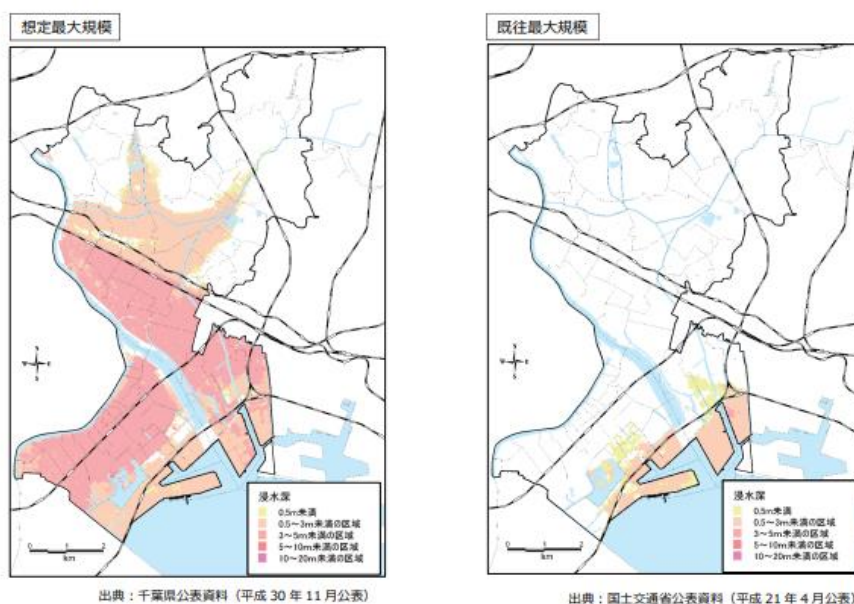 想定最大規模
既往最大規模
浸水深
0.5m未満
0.5～3m未満の区域
3～5m未満の区域
5～10m未満の区域
10～20m未満の区域
0 1 2
km
浸水深
0.5m未満
0.5～3m未満の区域
3～5m未満の区域
5～10m未満の区域
10～20m未満の区域
0 1 2
km
出典：千葉県公表資料（平成 30 年 11 月公表）
出典：国土交通省公表資料（平成 21 年 4 月公表）